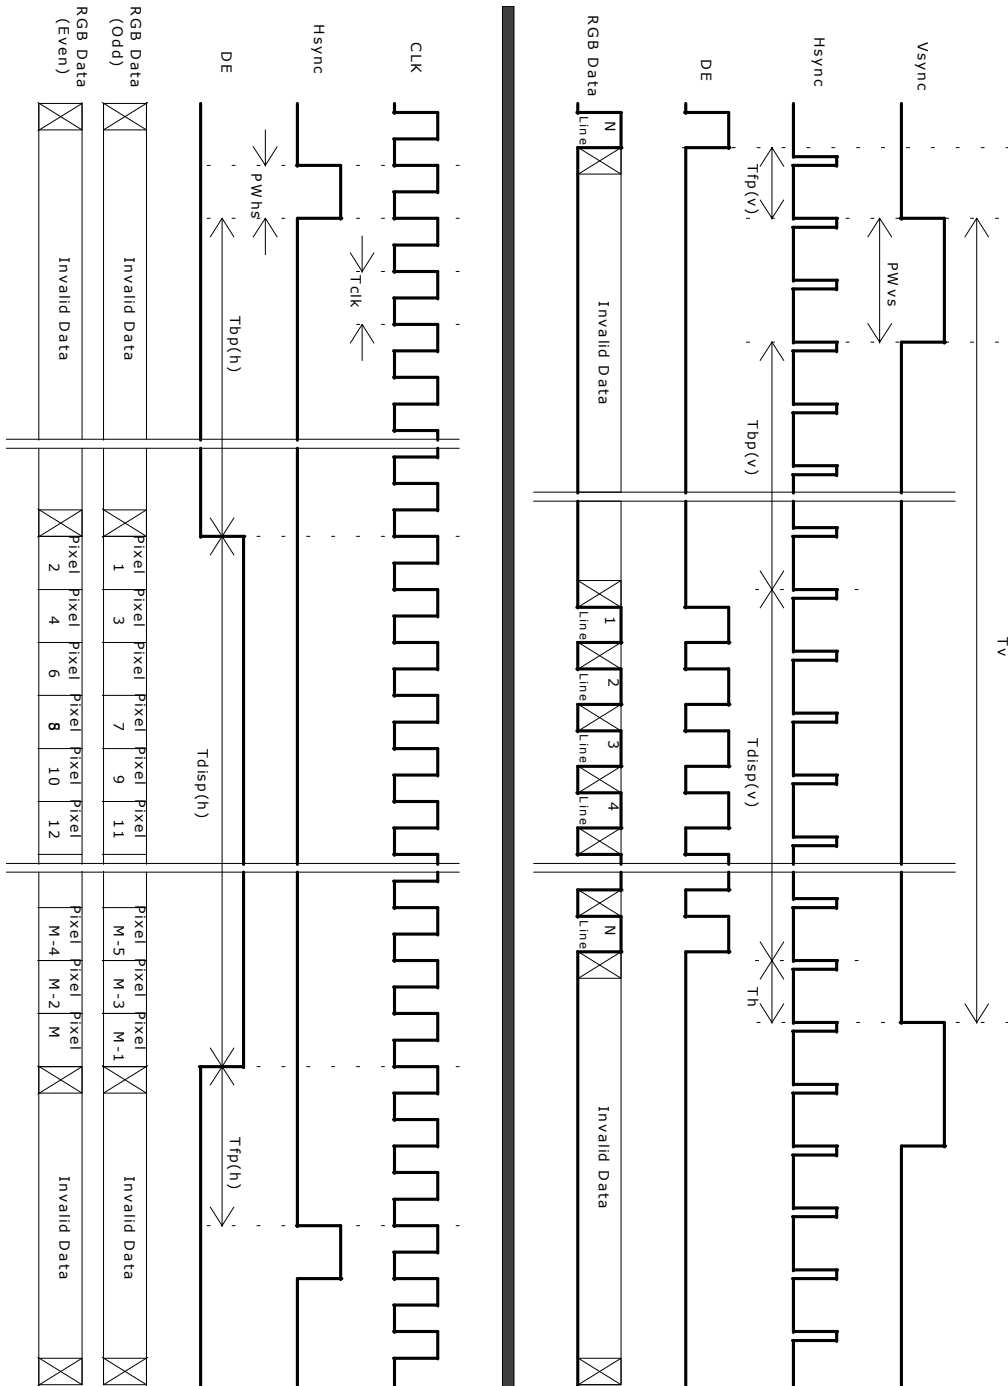 Vsync
Tv
PWvs
Hsync
Tfp(v)
Tbp(v)
Tdisp(v)
Th
DE
RGB Data
Line N
Invalid Data
Line 1
Line 2
Line 3
Line 4
Line N
Invalid Data
CLK
Tclk
Hsync
PWhs
DE
Tbp(h)
Tdisp(h)
Tfp(h)
RGB Data
(Odd)
Invalid Data
Pixel 1
Pixel 3
Pixel
Pixel 7
Pixel 9
Pixel 11
Pixel M-5
Pixel M-3
Pixel M-1
Invalid Data
RGB Data
(Even)
Invalid Data
Pixel 2
Pixel 4
6
Pixel 8
Pixel 10
Pixel 12
Pixel M-4
Pixel M-2
Pixel M
Invalid Data